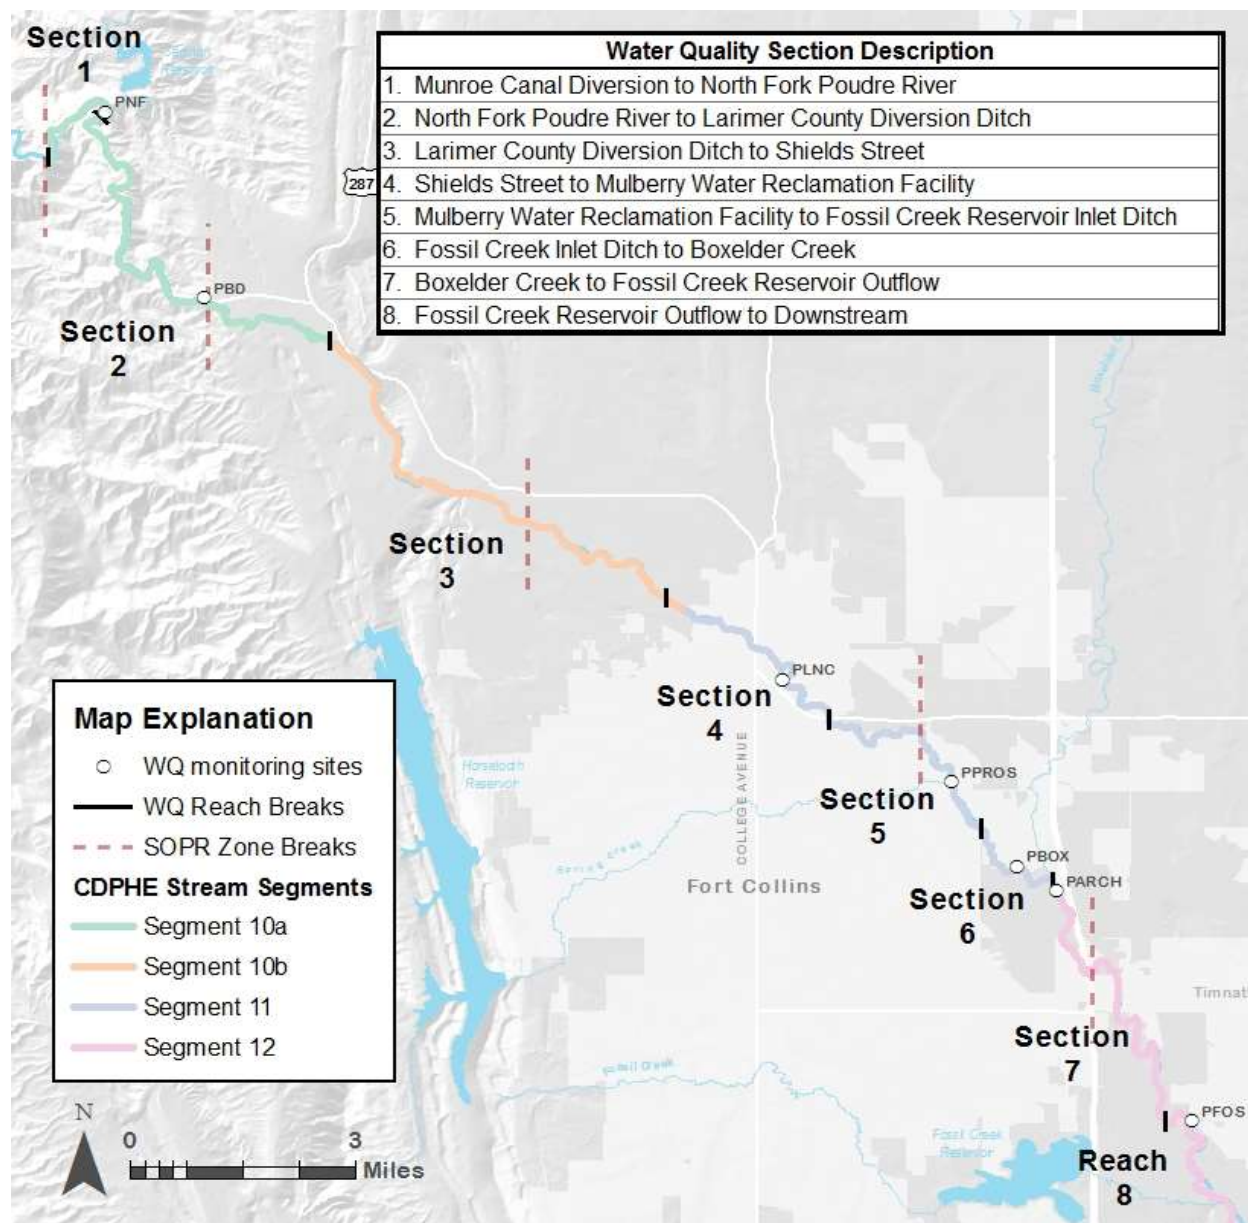 Section
1
PNF
287
PBD
Section
2
Water Quality Section Description
1. Munroe Canal Diversion to North Fork Poudre River
2. North Fork Poudre River to Larimer County Diversion Ditch
3. Larimer County Diversion Ditch to Shields Street
4. Shields Street to Mulberry Water Reclamation Facility
5. Mulberry Water Reclamation Facility to Fossil Creek Reservoir Inlet Ditch
6. Fossil Creek Inlet Ditch to Boxelder Creek
7. Boxelder Creek to Fossil Creek Reservoir Outflow
8. Fossil Creek Reservoir Outflow to Downstream
Section
3
PLNC
Section
4
Horsetooth
Reservoir
COLLEGE AVENUE
PPROS
Section
5
PBOX
PARCH
Fort Collins
Section
6
Timnat
Section
7
Fossil Creek
PFOS
Fossil Creek
Reservoir
Reach
8
Map Explanation
WQ monitoring sites
WQ Reach Breaks
SOPR Zone Breaks
CDPHE Stream Segments
Segment 10a
Segment 10b
Segment 11
Segment 12
N
0 3
Miles